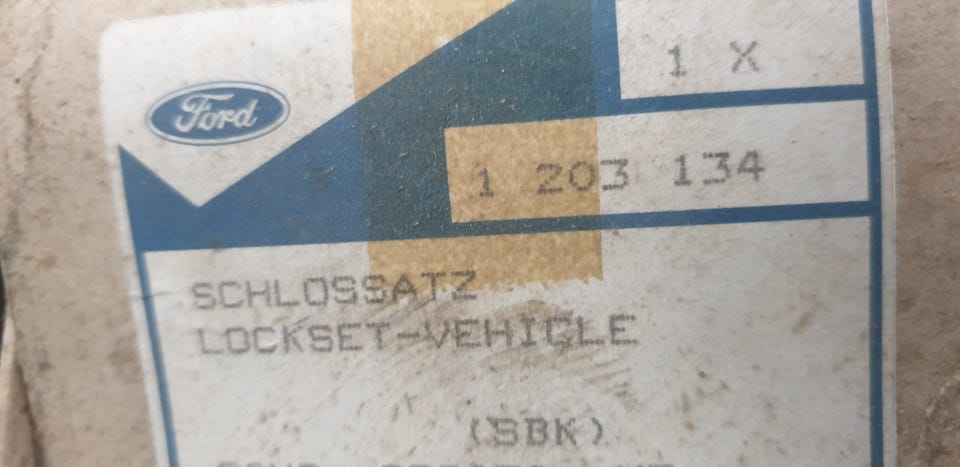 1 X
Ford
1 203 134
SCHLOSSATZ
LOCKSET-VEHICLE
(SBK)